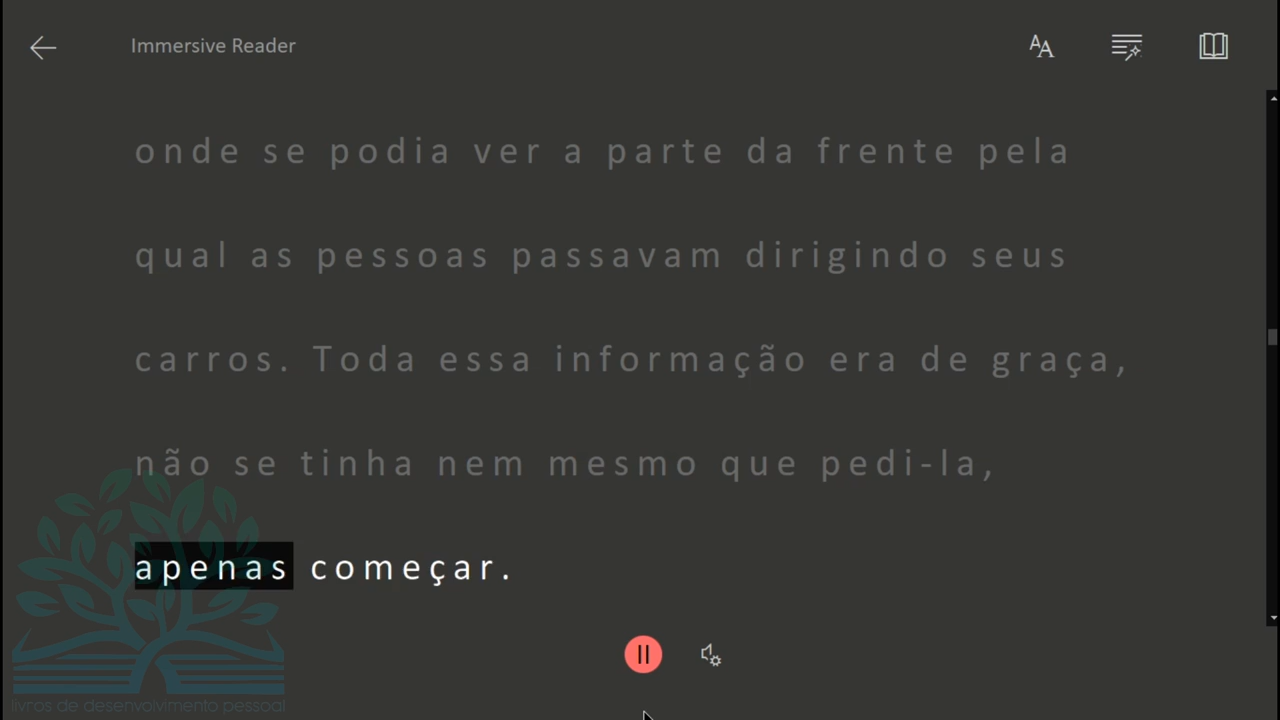 Immersive Reader
onde se podia ver a parte da frente pela
qual as pessoas passavam dirigindo seus
carros. Toda essa informação era de graça,
não se tinha nem mesmo que pedi-la,
apenas começar.
livros de desenvolvimento pessoal